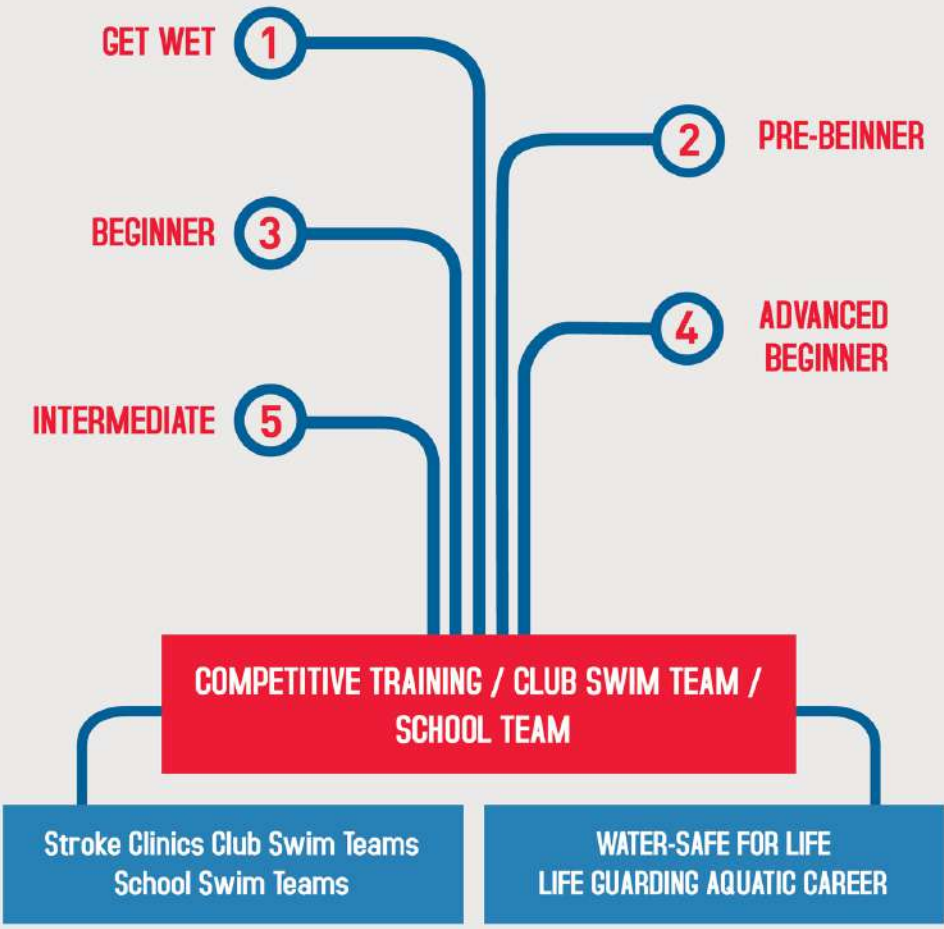 GET WET 1
2 PRE-BEINNER
BEGINNER 3
4 ADVANCED
BEGINNER
INTERMEDIATE 5
COMPETITIVE TRAINING / CLUB SWIM TEAM /
SCHOOL TEAM
Stroke Clinics Club Swim Teams
School Swim Teams
WATER-SAFE FOR LIFE
LIFE GUARDING AQUATIC CAREER